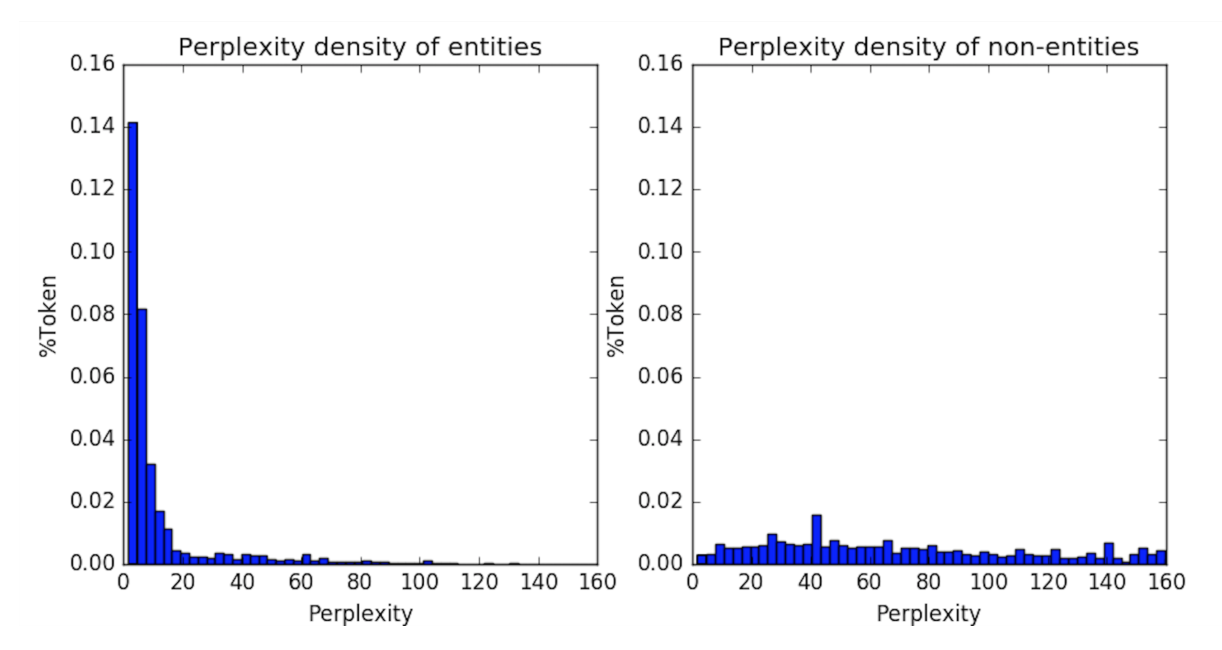 Perplexity density of entities
0.16
0.14
0.12
0.10
0.08
0.06
0.04
0.02
0.00
%Token
0 20 40 60 80 100 120 140 160
Perplexity
Perplexity density of non-entities
0.16
0.14
0.12
0.10
0.08
0.06
0.04
0.02
0.00
%Token
0 20 40 60 80 100 120 140 160
Perplexity